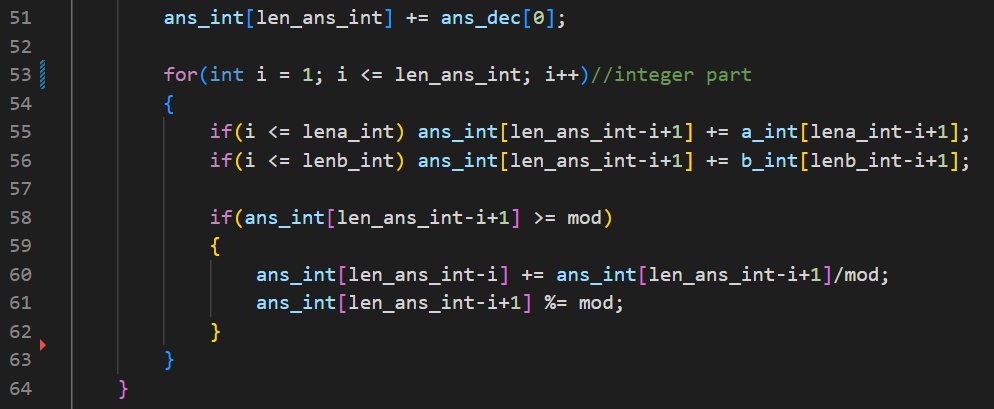 51 ans_int[len_ans_int] += ans_dec[0];
52
53 for(int i = 1; i <= len_ans_int; i++)//integer part
54 {
55 if(i <= lena_int) ans_int[len_ans_int-i+1] += a_int[lena_int-i+1];
56 if(i <= lenb_int) ans_int[len_ans_int-i+1] += b_int[lenb_int-i+1];
57
58 if(ans_int[len_ans_int-i+1] >= mod)
59 {
60 ans_int[len_ans_int-i] += ans_int[len_ans_int-i+1]/mod;
61 ans_int[len_ans_int-i+1] %= mod;
62 }
63 }
64 }